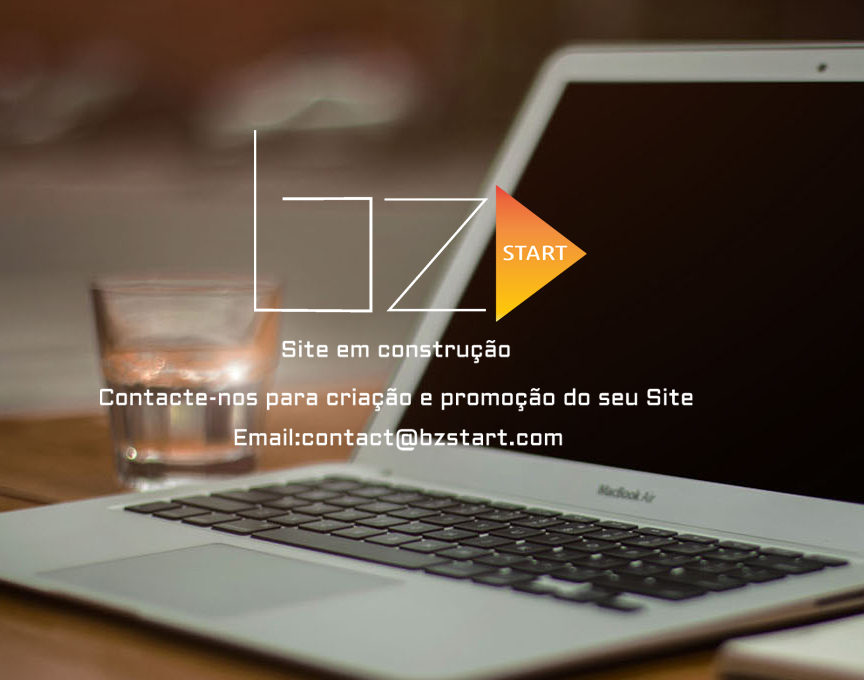 bz START
Site em construção
Contacte-nos para criação e promoção do seu Site
Email:contact@bzstart.com
MacBook Air